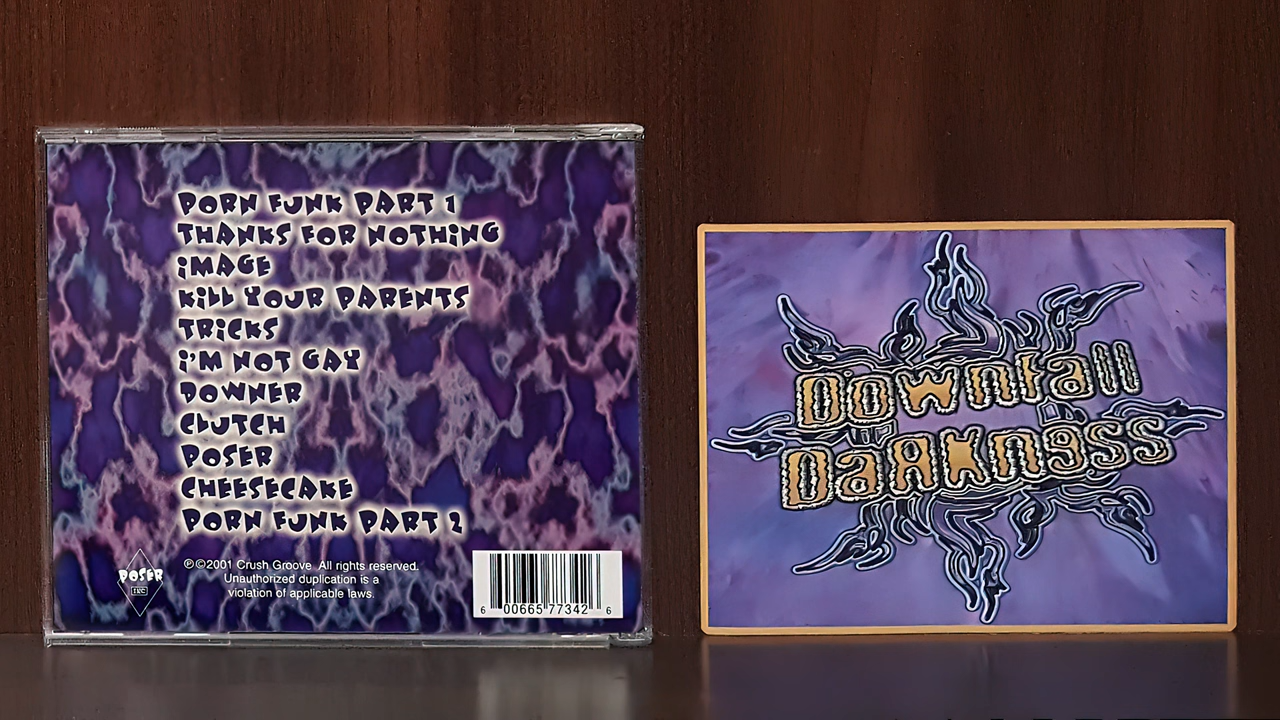 PORN FUNK PART 1
THANKS FOR NOTHiNG
iMAGE
KiLL YOUR PARENTS
TRiCKS
i'M NOT GAY
DOWNER
CLUTCH
POSER
CHEESECAKE
PORN FUNK PART 2
POSER
inc
℗©2001 Crush Groove All rights reserved.
Unauthorized duplication is a
violation of applicable laws.
6 00665 77342 6
Downfall
DaRKngss